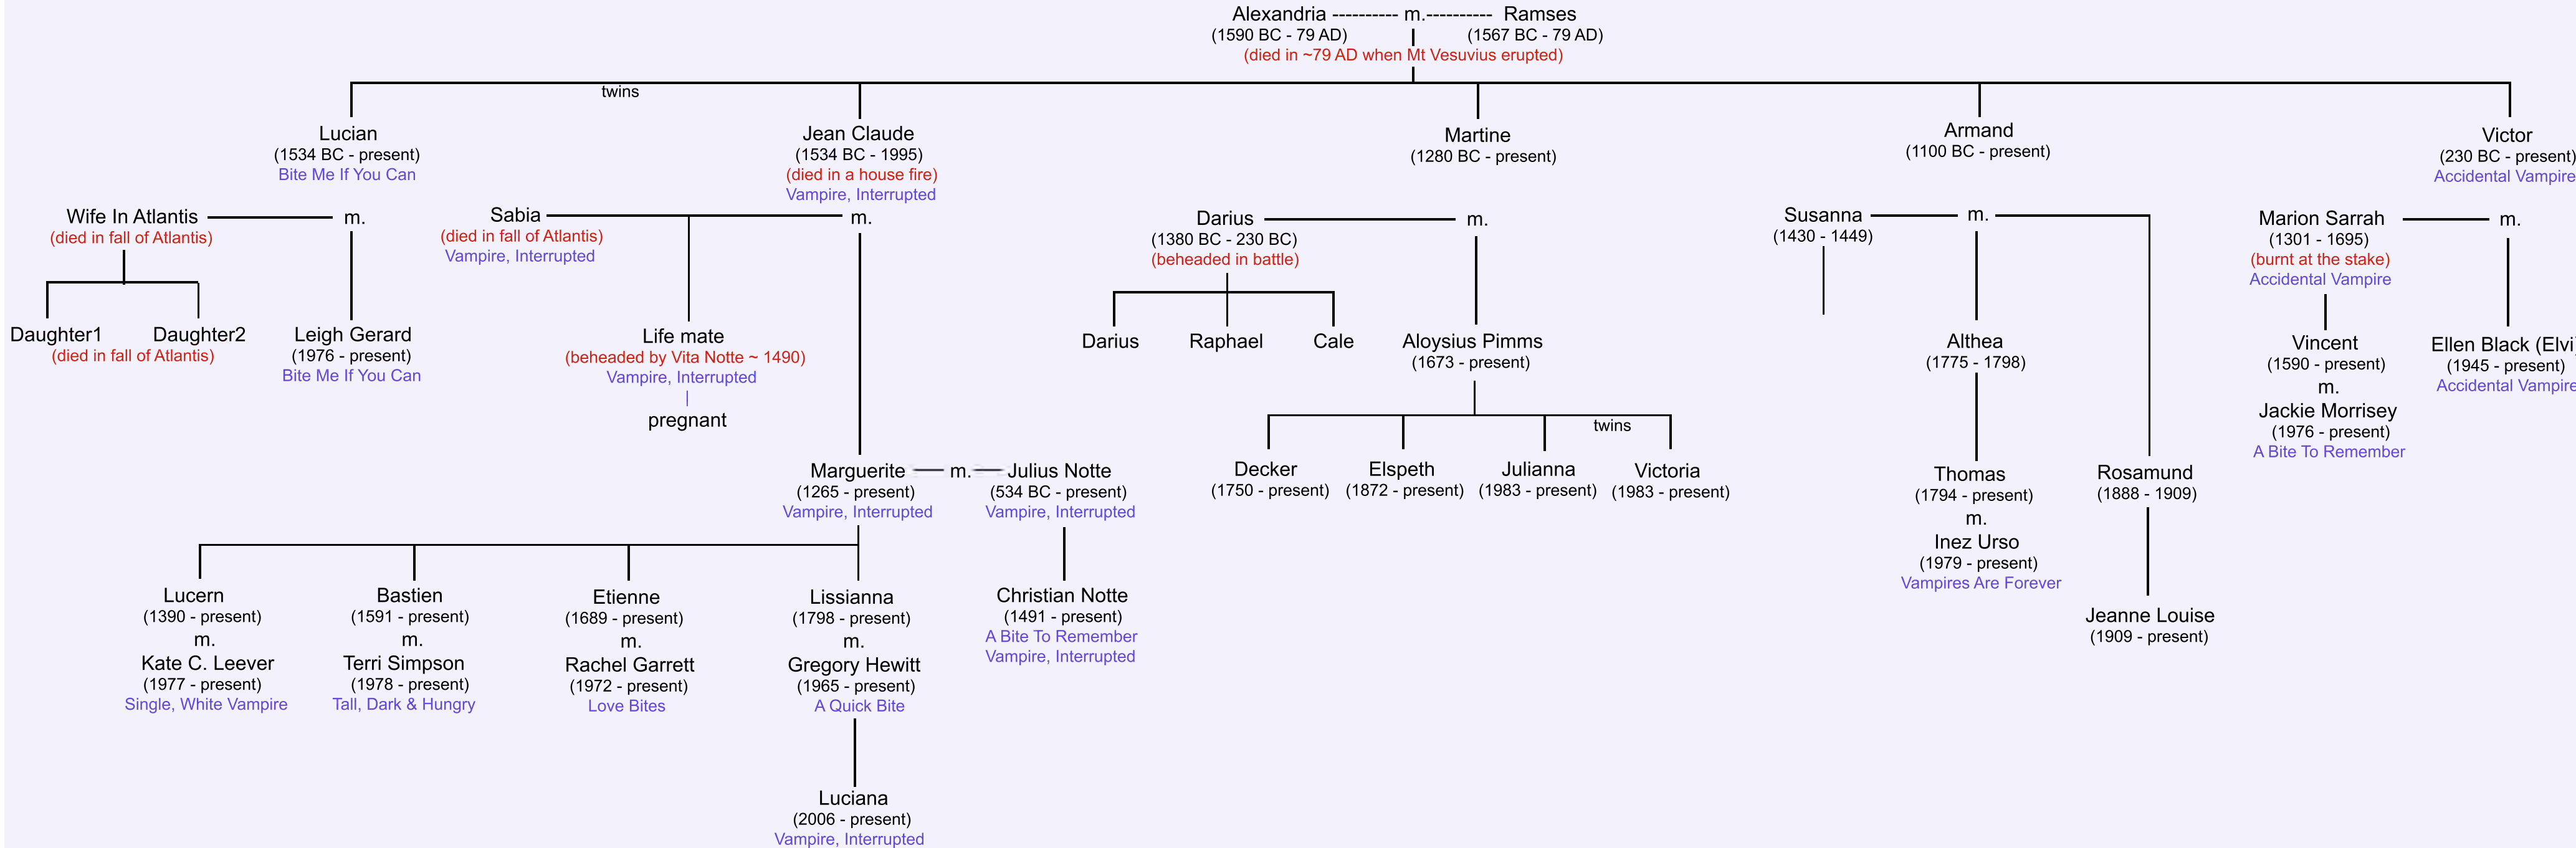 Alexandria ---------- m.---------- Ramses
(1590 BC - 79 AD) (1567 BC - 79 AD)
(died in ~79 AD when Mt Vesuvius erupted)
twins
Lucian
(1534 BC - present)
Bite Me If You Can
Jean Claude
(1534 BC - 1995)
(died in a house fire)
Vampire, Interrupted
Martine
(1280 BC - present)
Armand
(1100 BC - present)
Victor
(230 BC - present)
Accidental Vampire
Wife In Atlantis m.
(died in fall of Atlantis)
Daughter1 Daughter2
(died in fall of Atlantis)
Leigh Gerard
(1976 - present)
Bite Me If You Can
Sabia m.
(died in fall of Atlantis)
Vampire, Interrupted
Life mate
(beheaded by Vita Notte ~ 1490)
Vampire, Interrupted
|
pregnant
Marguerite m. Julius Notte
(1265 - present) (534 BC - present)
Vampire, Interrupted Vampire, Interrupted
Lucern
(1390 - present)
m.
Kate C. Leever
(1977 - present)
Single, White Vampire
Bastien
(1591 - present)
m.
Terri Simpson
(1978 - present)
Tall, Dark & Hungry
Etienne
(1689 - present)
m.
Rachel Garrett
(1972 - present)
Love Bites
Lissianna
(1798 - present)
m.
Gregory Hewitt
(1965 - present)
A Quick Bite
Luciana
(2006 - present)
Vampire, Interrupted
Christian Notte
(1491 - present)
A Bite To Remember
Vampire, Interrupted
Darius m.
(1380 BC - 230 BC)
(beheaded in battle)
Darius Raphael Cale
Aloysius Pimms
(1673 - present)
twins
Decker
(1750 - present)
Elspeth
(1872 - present)
Julianna
(1983 - present)
Victoria
(1983 - present)
Susanna m.
(1430 - 1449)
Althea
(1775 - 1798)
Thomas
(1794 - present)
m.
Inez Urso
(1979 - present)
Vampires Are Forever
Rosamund
(1888 - 1909)
Jeanne Louise
(1909 - present)
Marion Sarrah m.
(1301 - 1695)
(burnt at the stake)
Accidental Vampire
Vincent
(1590 - present)
m.
Jackie Morrisey
(1976 - present)
A Bite To Remember
Ellen Black (Elvi)
(1945 - present)
Accidental Vampire